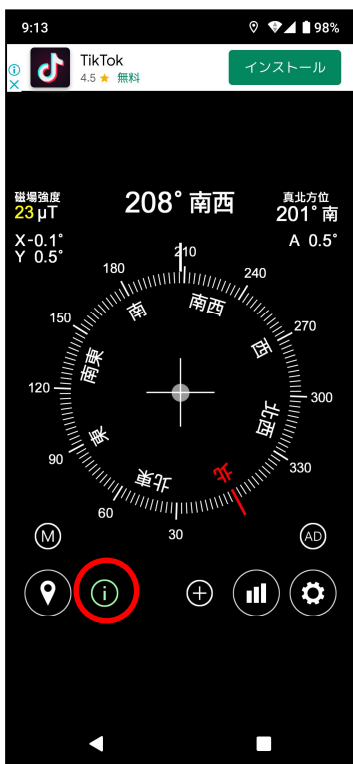 9:13
98%
TikTok
4.5★ 無料
インストール
磁場強度
23 μT
208° 南西
真北方位
201° 南
X-0.1°
Y 0.5°
A 0.5°
210
180
240
150
270
120
300
90
330
60
30
南
南西
南東
西
東
北西
北東
北
M
AD
i